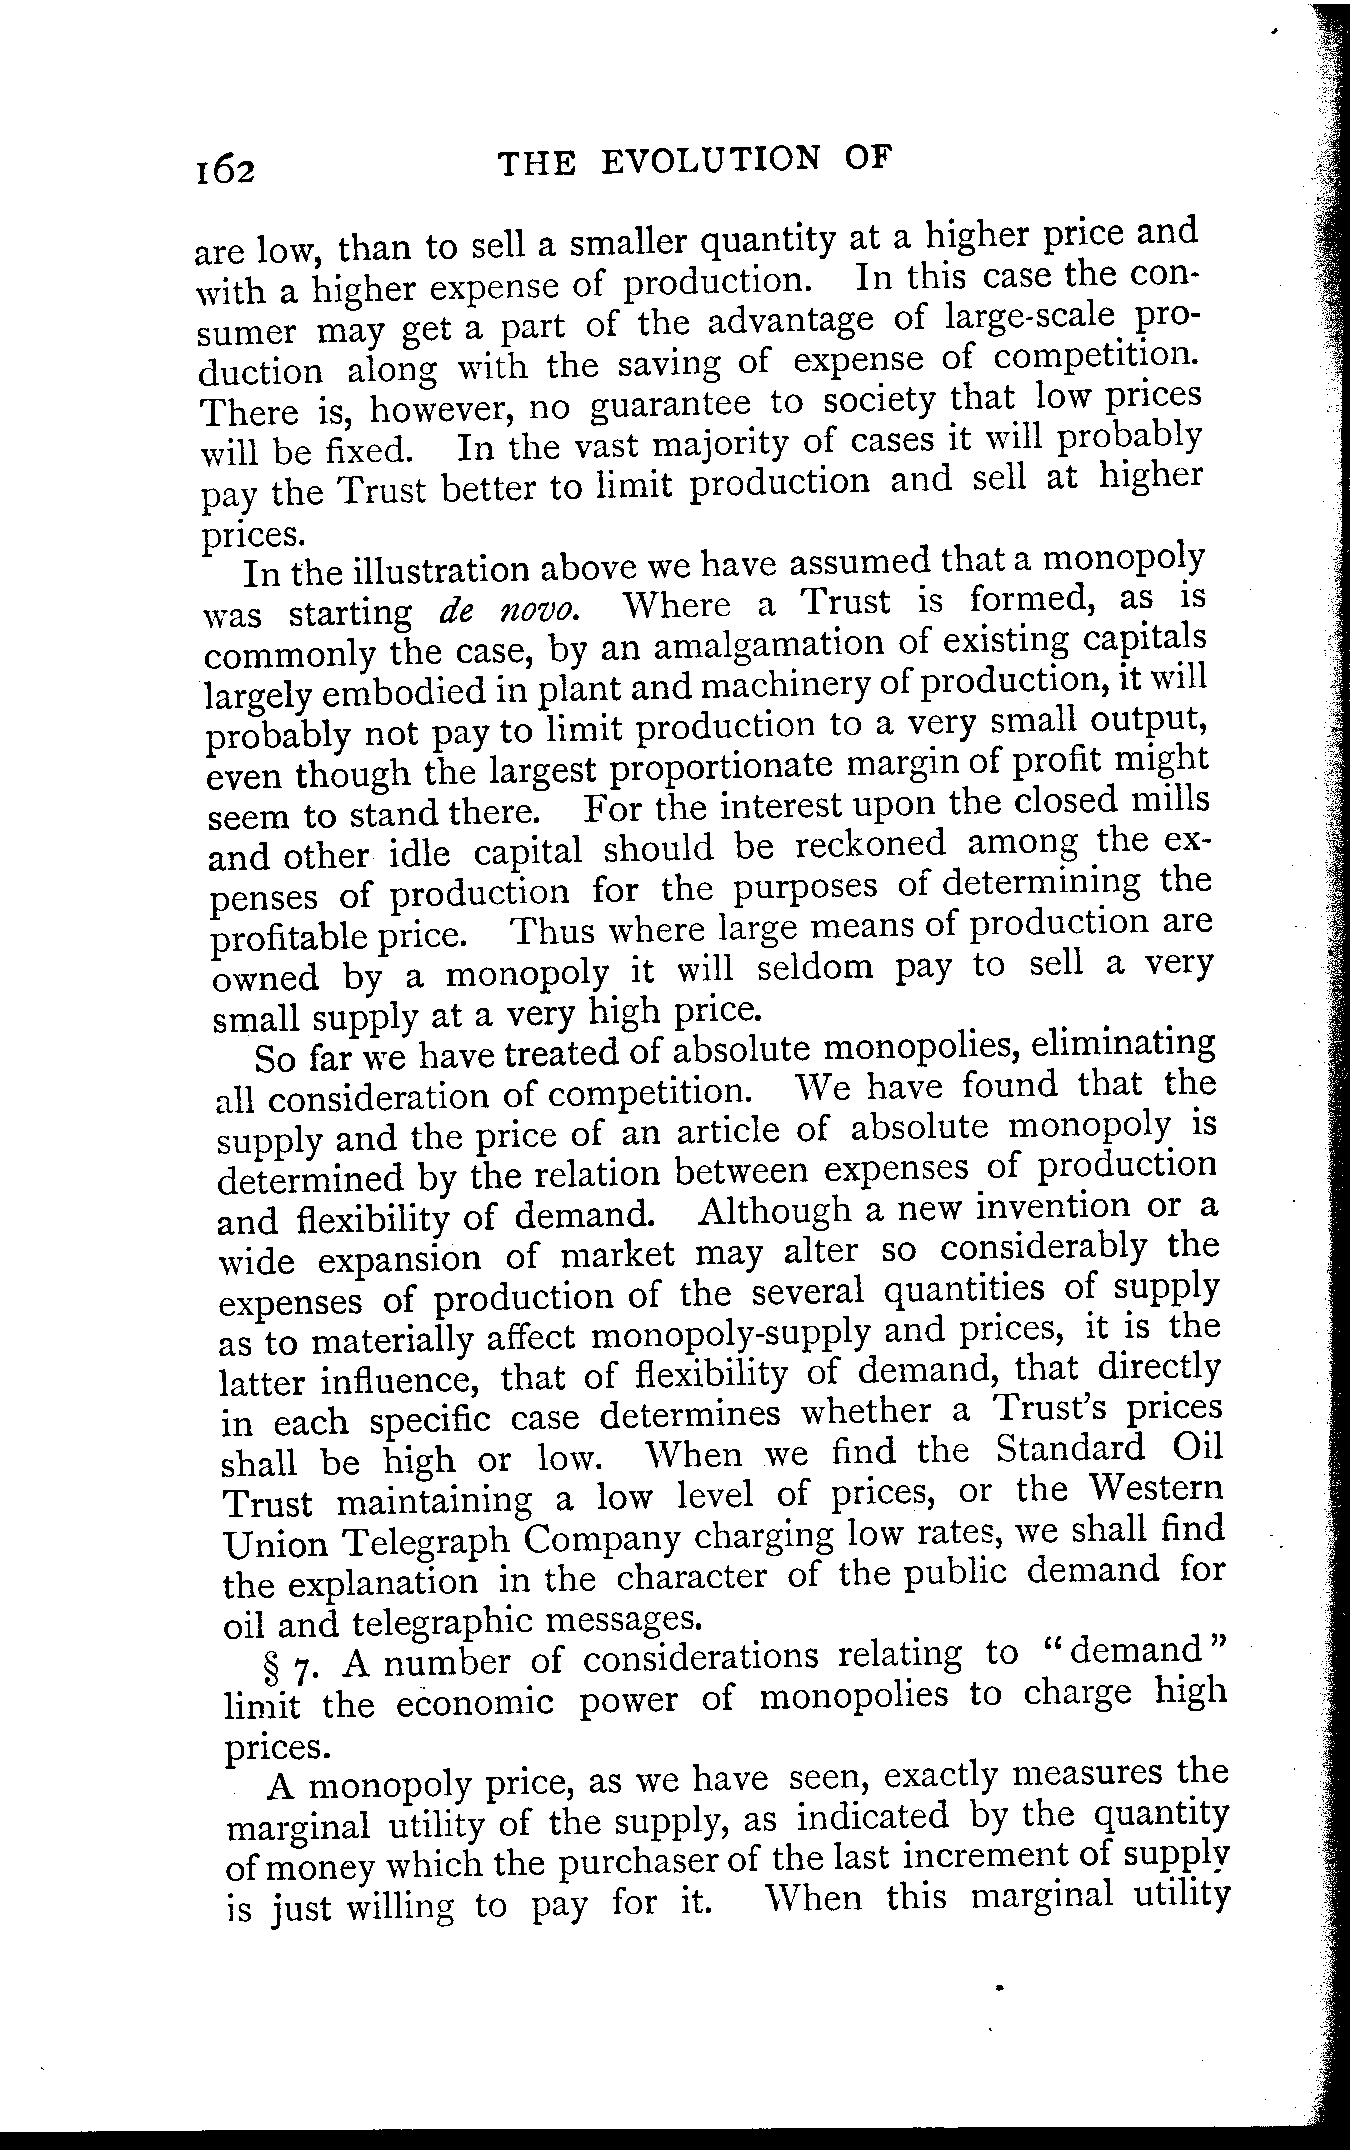 162 THE EVOLUTION OF
are low, than to sell a smaller quantity at a higher price and
with a higher expense of production. In this case the con-
sumer may get a part of the advantage of large-scale pro-
duction along with the saving of expense of competition.
There is, however, no guarantee to society that low prices
will be fixed. In the vast majority of cases it will probably
pay the Trust better to limit production and sell at higher
prices.
In the illustration above we have assumed that a monopoly
was starting de novo. Where a Trust is formed, as is
commonly the case, by an amalgamation of existing capitals
largely embodied in plant and machinery of production, it will
probably not pay to limit production to a very small output,
even though the largest proportionate margin of profit might
seem to stand there. For the interest upon the closed mills
and other idle capital should be reckoned among the ex-
penses of production for the purposes of determining the
profitable price. Thus where large means of production are
owned by a monopoly it will seldom pay to sell a very
small supply at a very high price.
So far we have treated of absolute monopolies, eliminating
all consideration of competition. We have found that the
supply and the price of an article of absolute monopoly is
determined by the relation between expenses of production
and flexibility of demand. Although a new invention or a
wide expansion of market may alter so considerably the
expenses of production of the several quantities of supply
as to materially affect monopoly-supply and prices, it is the
latter influence, that of flexibility of demand, that directly
in each specific case determines whether a Trust's prices
shall be high or low. When we find the Standard Oil
Trust maintaining a low level of prices, or the Western
Union Telegraph Company charging low rates, we shall find
the explanation in the character of the public demand for
oil and telegraphic messages.
§ 7. A number of considerations relating to "demand"
limit the economic power of monopolies to charge high
prices.
A monopoly price, as we have seen, exactly measures the
marginal utility of the supply, as indicated by the quantity
of money which the purchaser of the last increment of supply
is just willing to pay for it. When this marginal utility